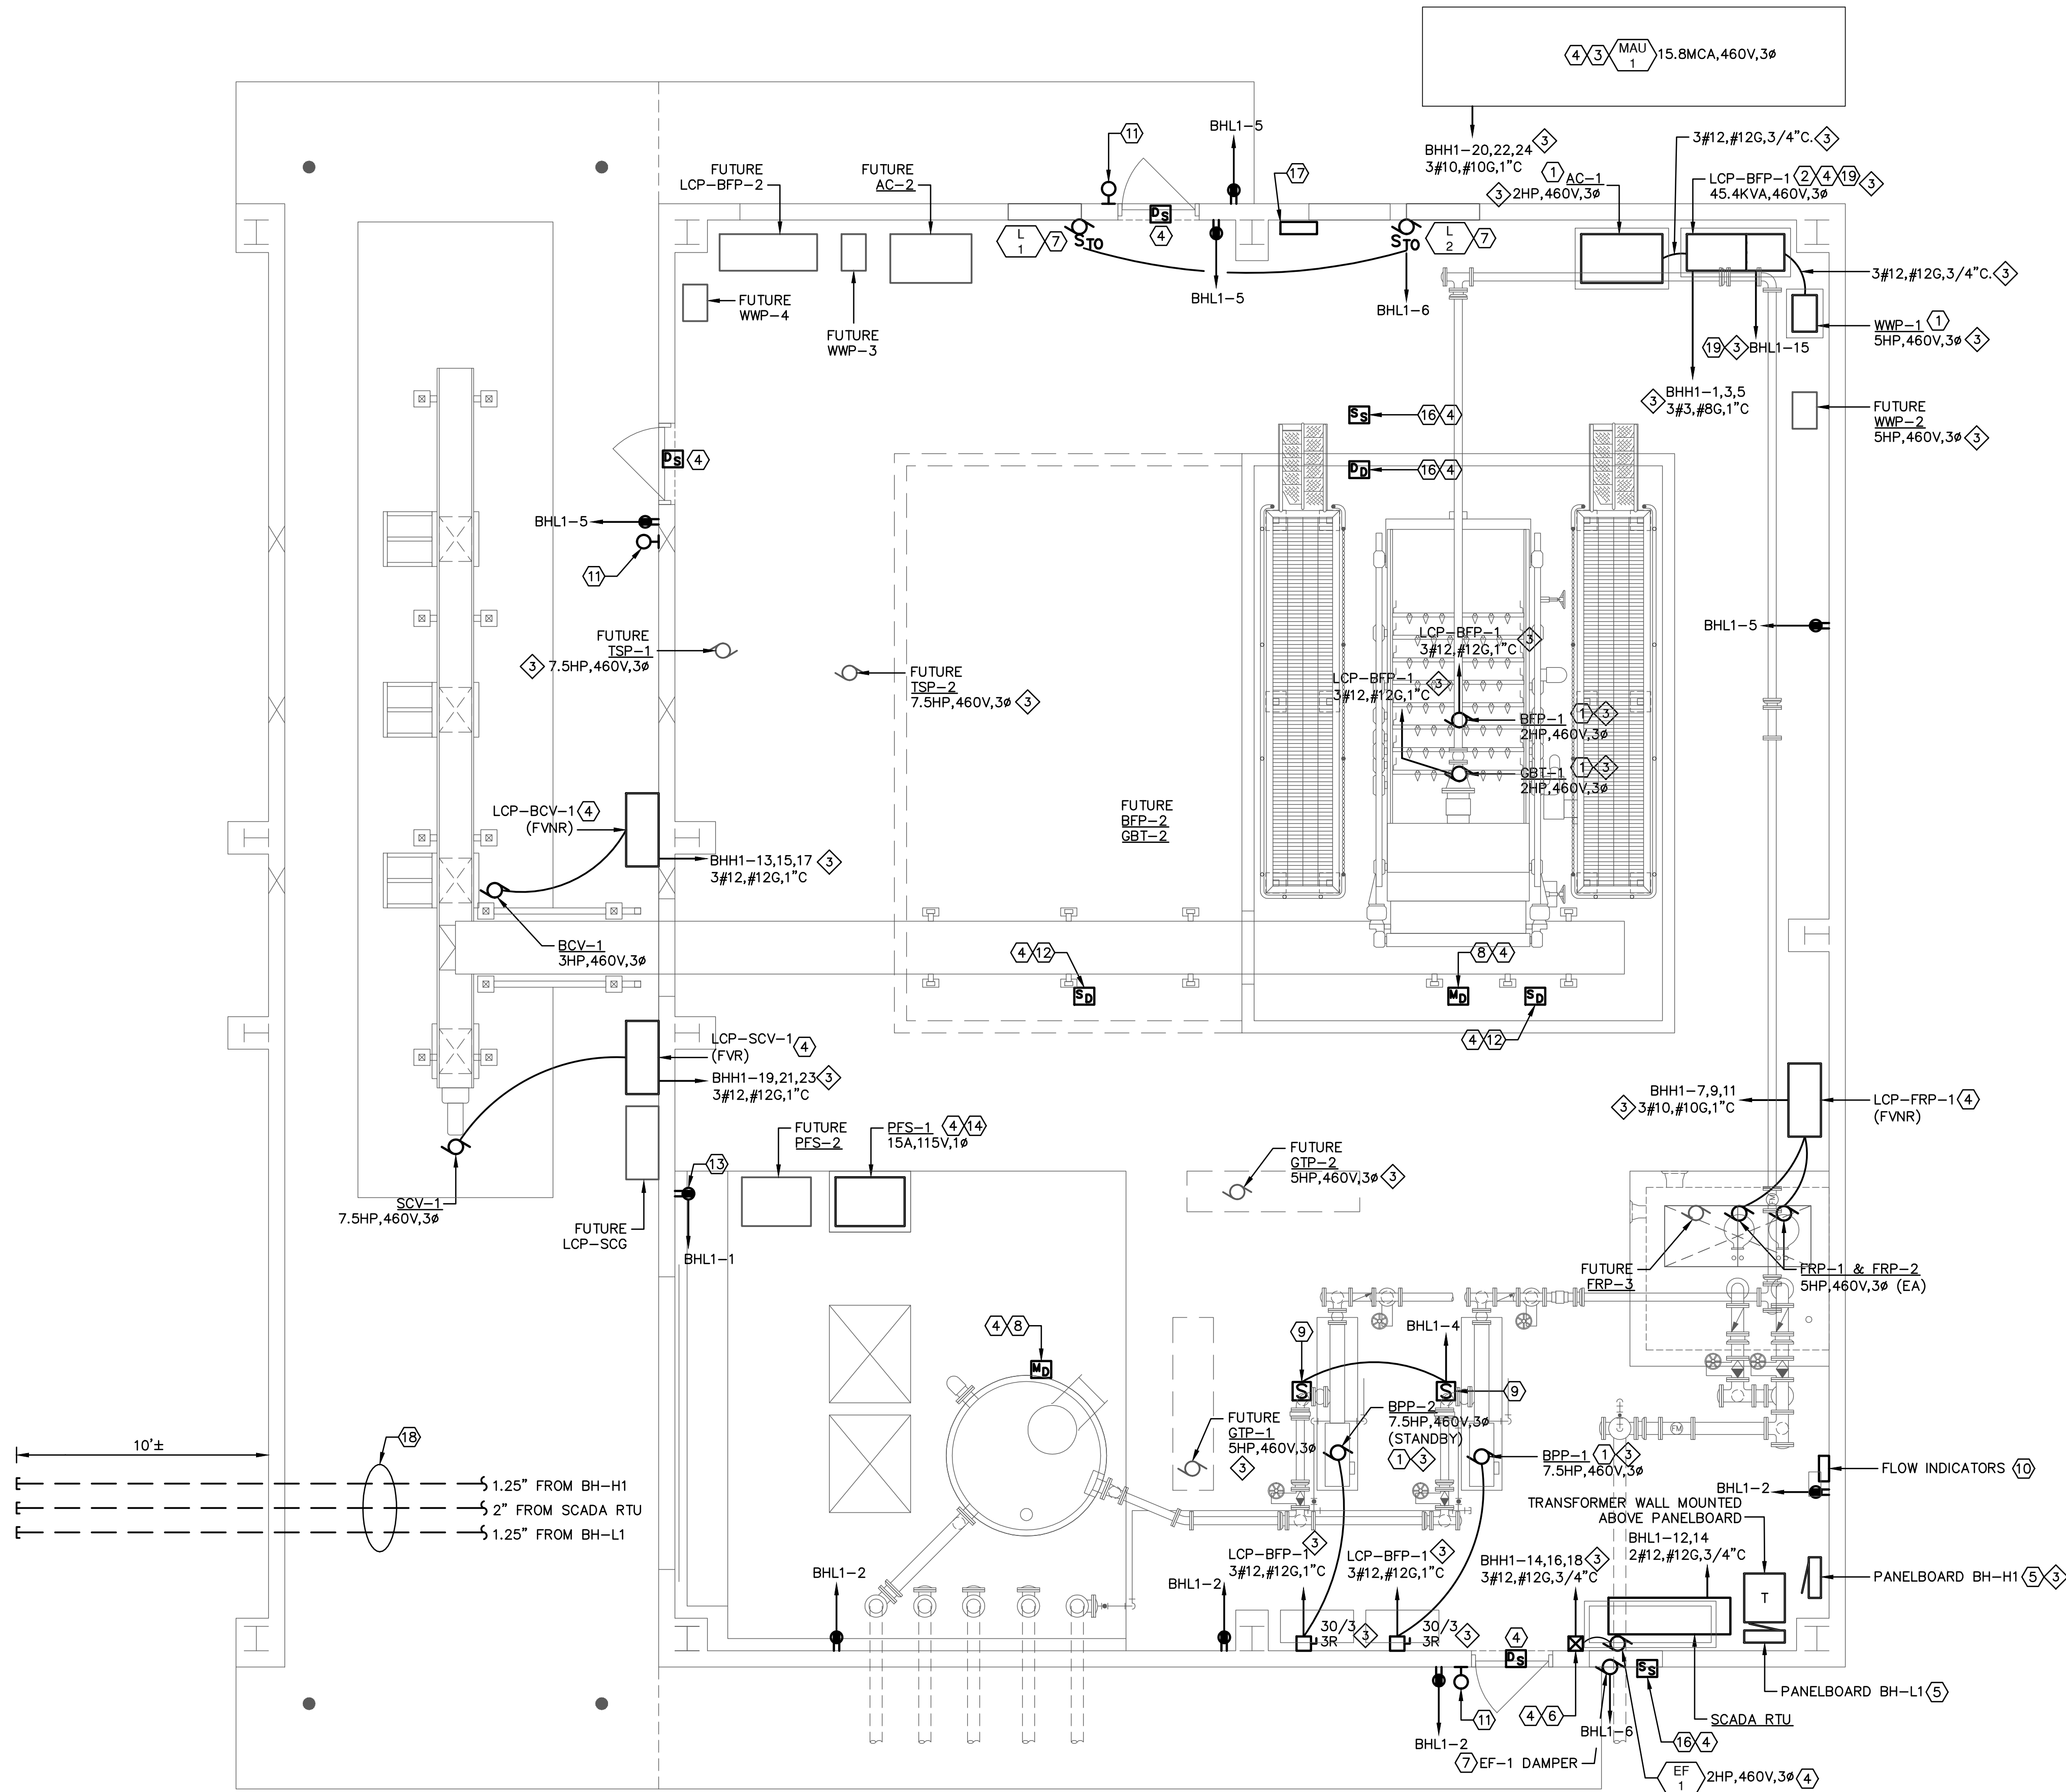 4 3 MAU 1 15.8MCA,460V,3ø
BHH1-20,22,24 3
3#10,#10G,1"C
11
BHL1-5
17
3#12,#12G,3/4"C. 3
FUTURE
LCP-BFP-2
FUTURE
AC-2
1 AC-1
3 2HP,460V,3ø
LCP-BFP-1 2 4 19 3
45.4KVA,460V,3ø
L 1 7
STO
DS
4
STO
L 2 7
FUTURE
WWP-4
FUTURE
WWP-3
BHL1-5
BHL1-6
3#12,#12G,3/4"C. 3
WWP-1 1
5HP,460V,3ø 3
19 3 BHL1-15
3 BHH1-1,3,5
3#3,#8G,1"C
FUTURE
WWP-2
5HP,460V,3ø 3
SS 16 4
DS 4
DD 16 4
BHL1-5
11
BHL1-5
FUTURE
TSP-1
3 7.5HP,460V,3ø
FUTURE
TSP-2
7.5HP,460V,3ø 3
LCP-BFP-1 3
3#12,#12G,1"C
LCP-BFP-1 3
3#12,#12G,1"C
BFP-1 1 3
2HP,460V,3ø
GBT-1 1 3
2HP,460V,3ø
FUTURE
BFP-2
GBT-2
LCP-BCV-1 4
(FVNR)
BHH1-13,15,17 3
3#12,#12G,1"C
BCV-1
3HP,460V,3ø
4 12
SD
8 4
MD
SD
4 12
LCP-SCV-1 4
(FVR)
BHH1-19,21,23 3
3#12,#12G,1"C
BHH1-7,9,11
3 3#10,#10G,1"C
LCP-FRP-1 4
(FVNR)
FUTURE
PFS-2
PFS-1 4 14
15A,115V,1ø
13
FUTURE
GTP-2
5HP,460V,3ø 3
SCV-1
7.5HP,460V,3ø
FUTURE
LCP-SCG
BHL1-1
FM
FUTURE
FRP-3
FRP-1 & FRP-2
5HP,460V,3ø (EA)
4 8
MD
9
BHL1-4
S
S
9
FUTURE
GTP-1
5HP,460V,3ø
3
BPP-2
7.5HP,460V,3ø
(STANDBY)
1 3
BPP-1 1 3
7.5HP,460V,3ø
FM
FLOW INDICATORS 10
BHL1-2
10'±
18
1.25" FROM BH-H1
2" FROM SCADA RTU
1.25" FROM BH-L1
TRANSFORMER WALL MOUNTED
ABOVE PANELBOARD
BHL1-12,14
2#12,#12G,3/4"C
BHL1-2
BHL1-2
LCP-BFP-1 3
3#12,#12G,1"C
LCP-BFP-1 3
3#12,#12G,1"C
BHH1-14,16,18 3
3#12,#12G,3/4"C
T
PANELBOARD BH-H1 5 3
30/3
3R 3
30/3
3R 3
4
DS
SS
11
4 6
BHL1-2
BHL1-6
7 EF-1 DAMPER
16 4
SCADA RTU
PANELBOARD BH-L1 5
EF 1 2HP,460V,3ø 4